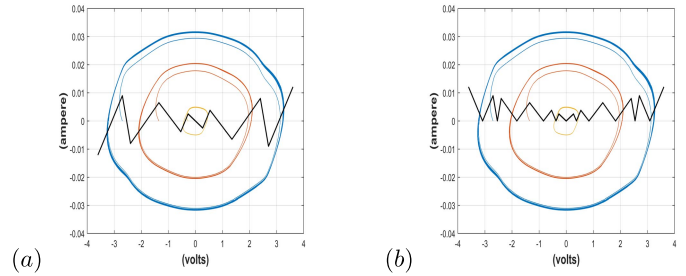 0.04 0.04
0.03 0.03
0.02 0.02
0.01 0.01
(ampere) 0 (ampere) 0
-0.01 -0.01
-0.02 -0.02
-0.03 -0.03
-0.04 -0.04
-4 -3 -2 -1 0 1 2 3 4 -4 -3 -2 -1 0 1 2 3 4
(a) (volts) (b) (volts)